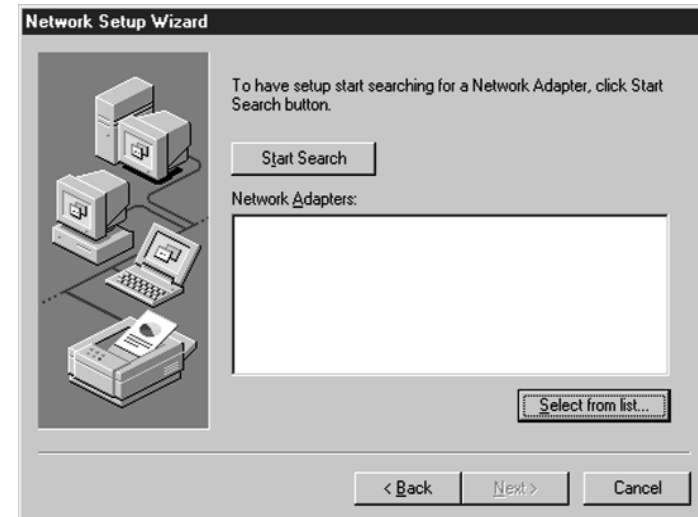 Network Setup Wizard
To have setup start searching for a Network Adapter, click Start
Search button.
Start Search
Network Adapters:
Select from list...
< Back
Next >
Cancel